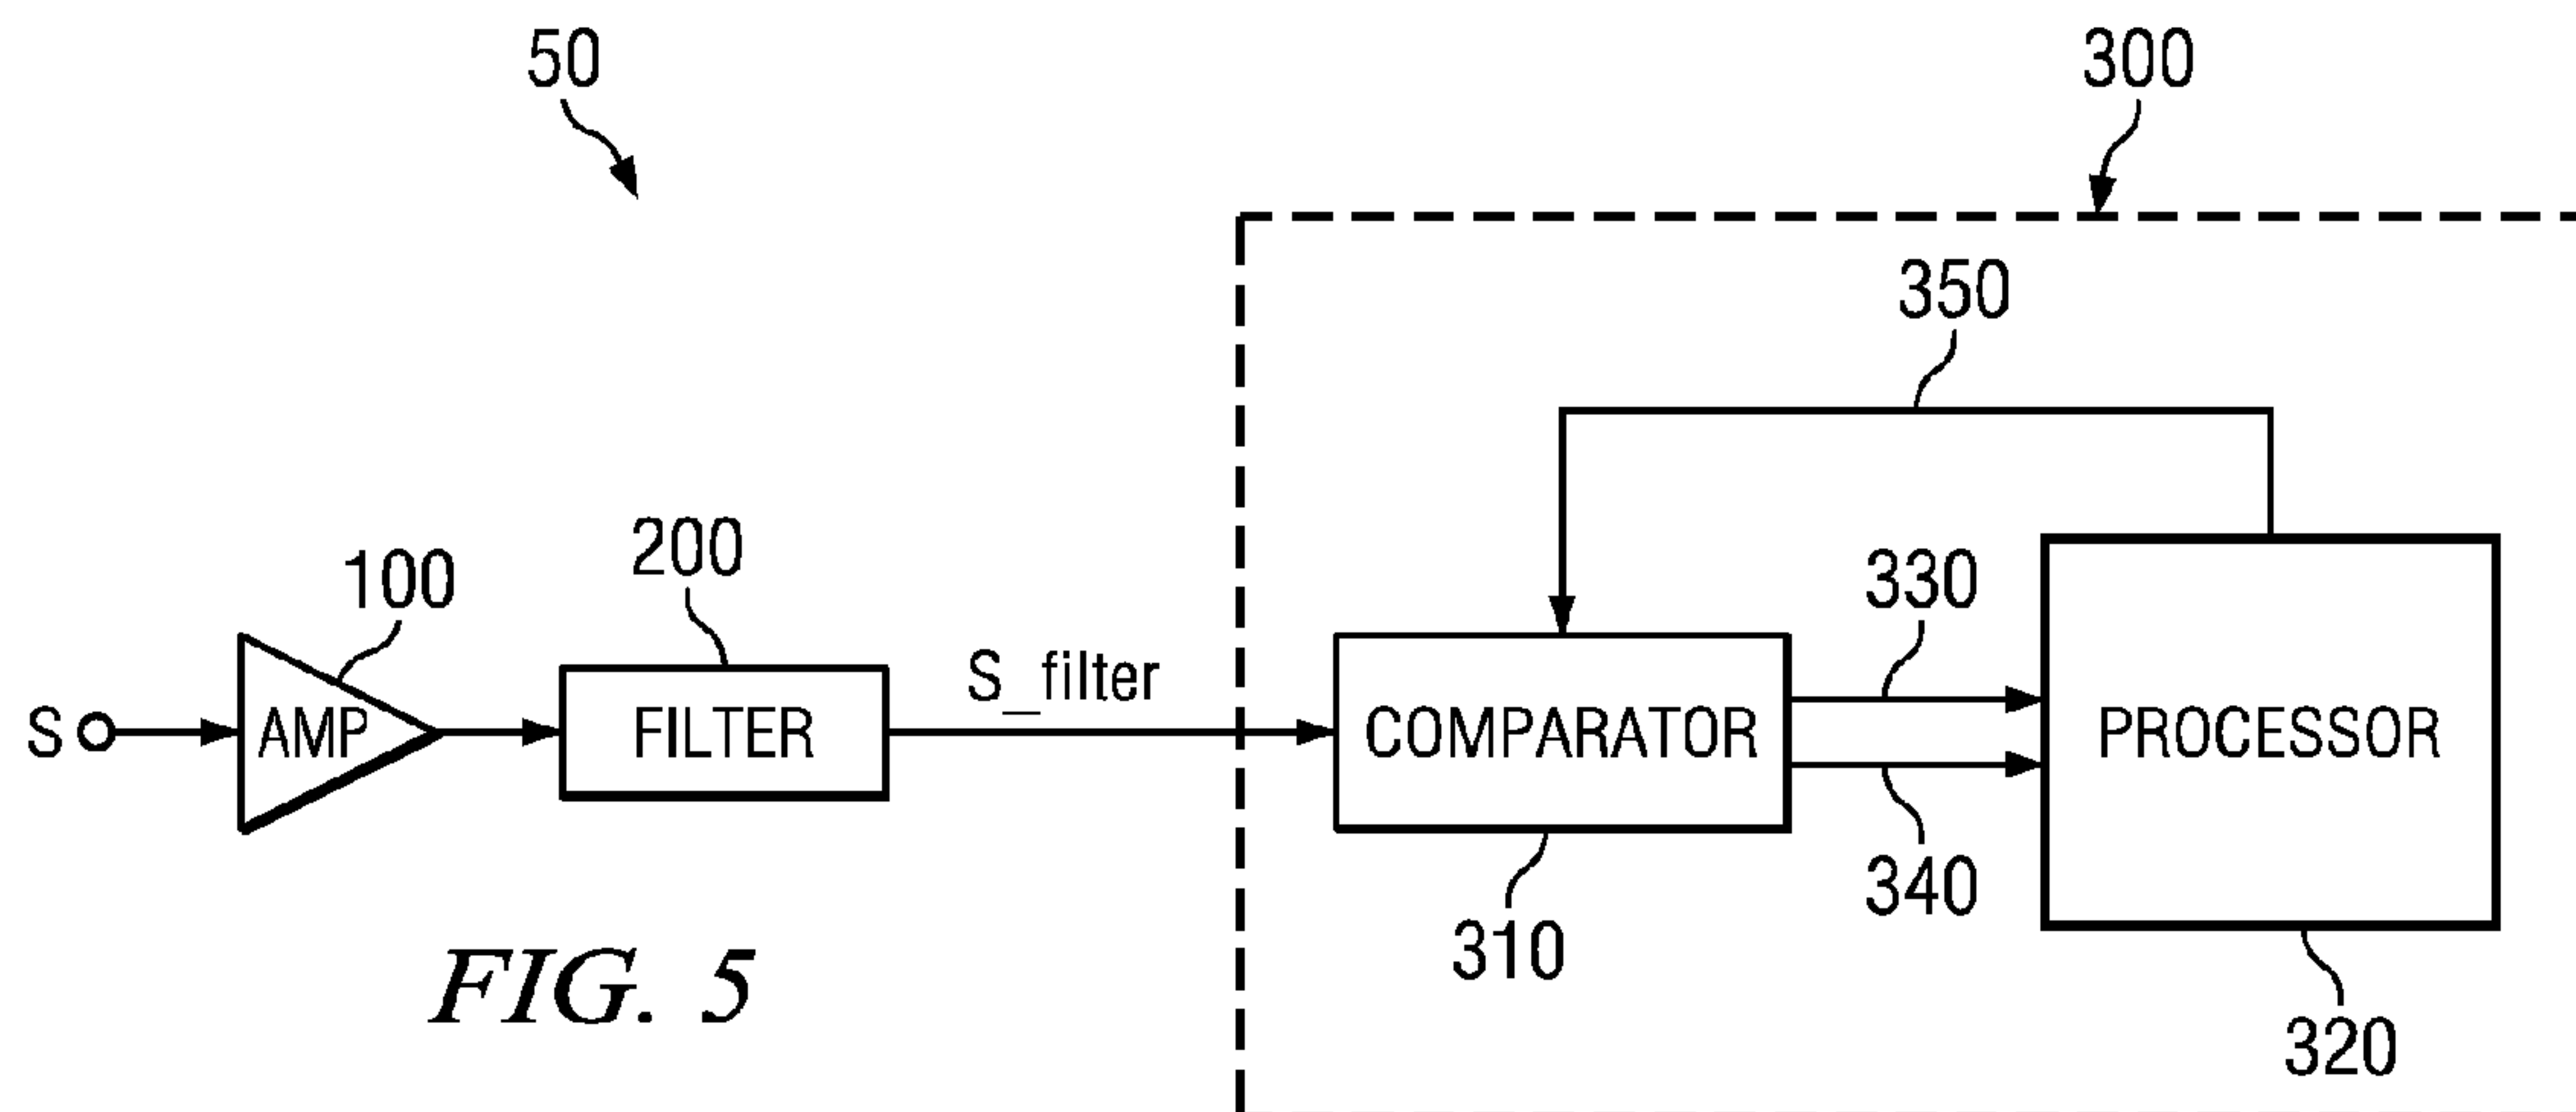 50
300
350
330
200
100
S_filter
S
AMP
FILTER
COMPARATOR
PROCESSOR
340
310
FIG. 5
320